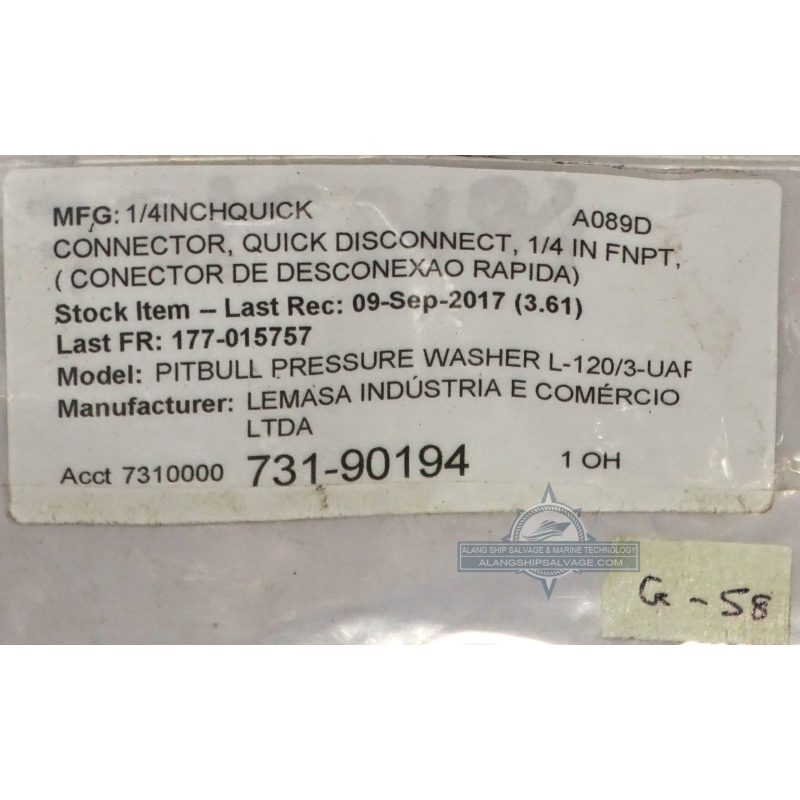 MFG: 1/4INCHQUICK A089D
CONNECTOR, QUICK DISCONNECT, 1/4 IN FNPT,
( CONECTOR DE DESCONEXAO RAPIDA)
Stock Item – Last Rec: 09-Sep-2017 (3.61)
Last FR: 177-015757
Model: PITBULL PRESSURE WASHER L-120/3-UAF
Manufacturer: LEMASA INDÚSTRIA E COMÉRCIO
LTDA
Acct 7310000 731-90194 1 OH
ALANG SHIP SALVAGE & MARINE TECHNOLOGY
ALANGSHIPSALVAGE.COM
G-58